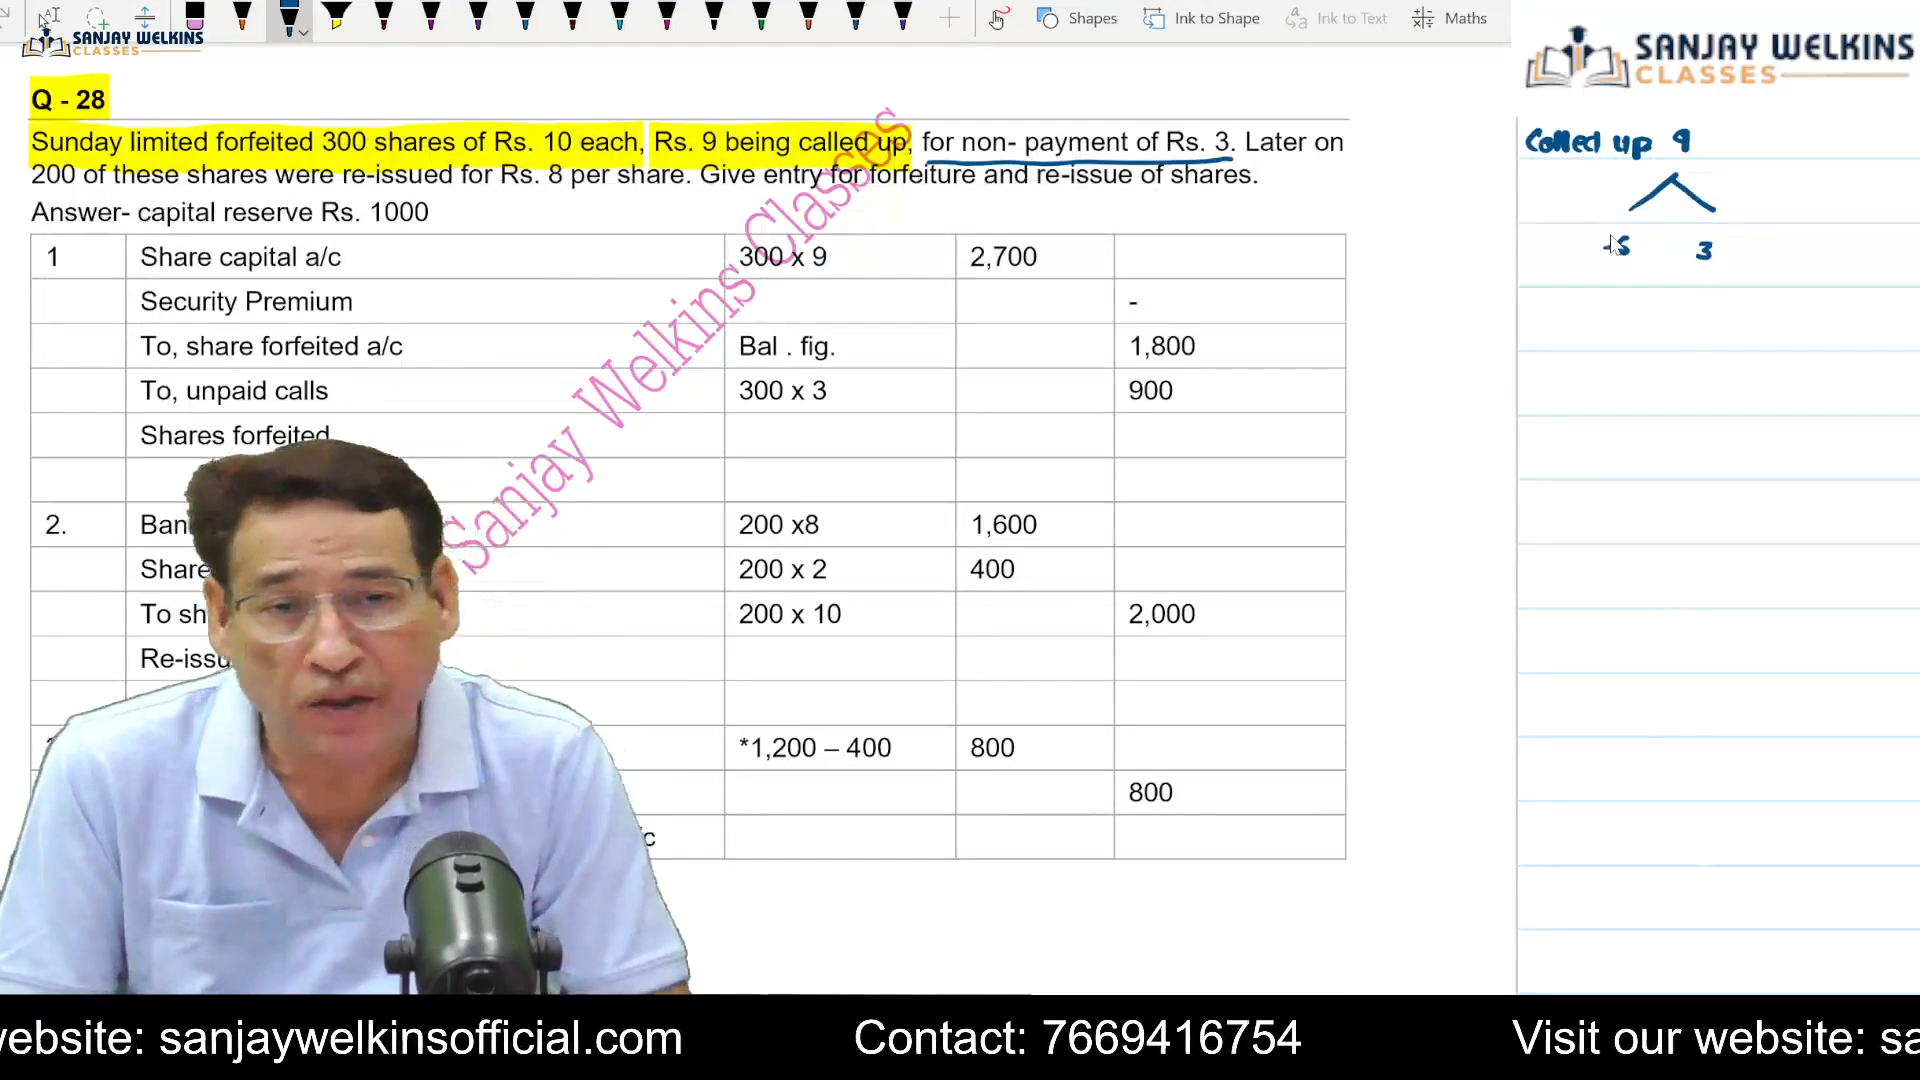 Shapes Ink to Shape Ink to Text Maths
SANJAY WELKINS
CLASSES
SANJAY WELKINS
CLASSES
Q - 28
Sunday limited forfeited 300 shares of Rs. 10 each, Rs. 9 being called up, for non- payment of Rs. 3. Later on
200 of these shares were re-issued for Rs. 8 per share. Give entry for forfeiture and re-issue of shares.
Answer- capital reserve Rs. 1000
1 Share capital a/c 300 x 9 2,700
Security Premium -
To, share forfeited a/c Bal . fig. 1,800
To, unpaid calls 300 x 3 900
Shares forfeited
2. 200 x8 1,600
Share 200 x 2 400
To sh 200 x 10 2,000
Re-issu
*1,200 – 400 800
800
Called up 9
3
Sanjay Welkins Classes
website: sanjaywelkinsofficial.com Contact: 7669416754 Visit our website: sa